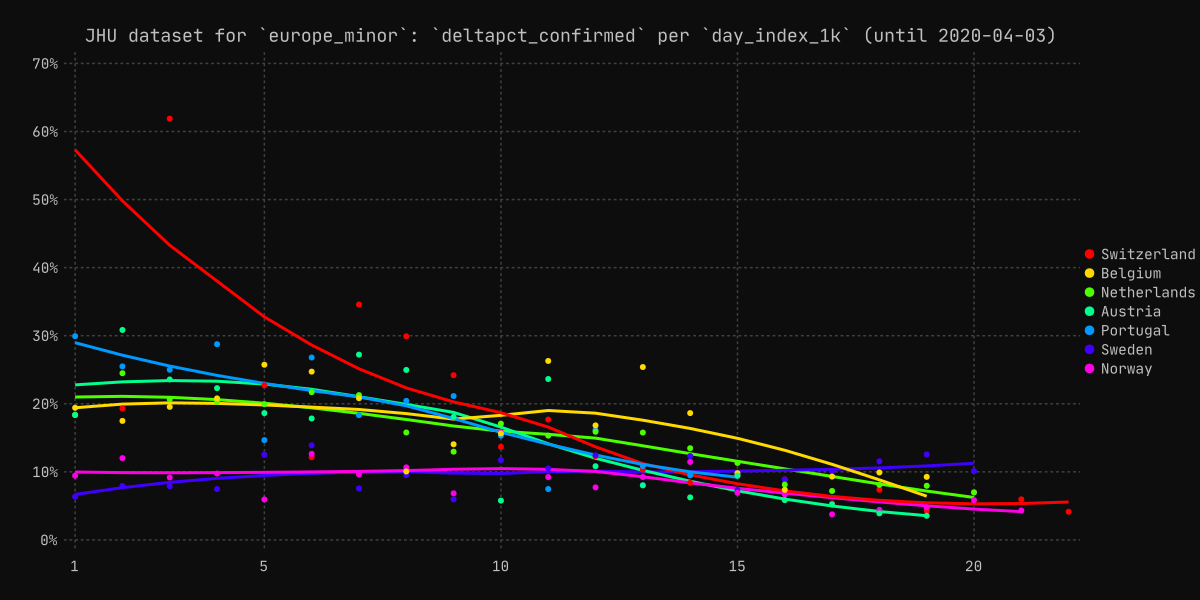 JHU dataset for `europe_minor`: `deltapct_confirmed` per `day_index_1k` (until 2020-04-03)
70%
60%
50%
40%
30%
20%
10%
0%
1
5
10
15
20
Switzerland
Belgium
Netherlands
Austria
Portugal
Sweden
Norway